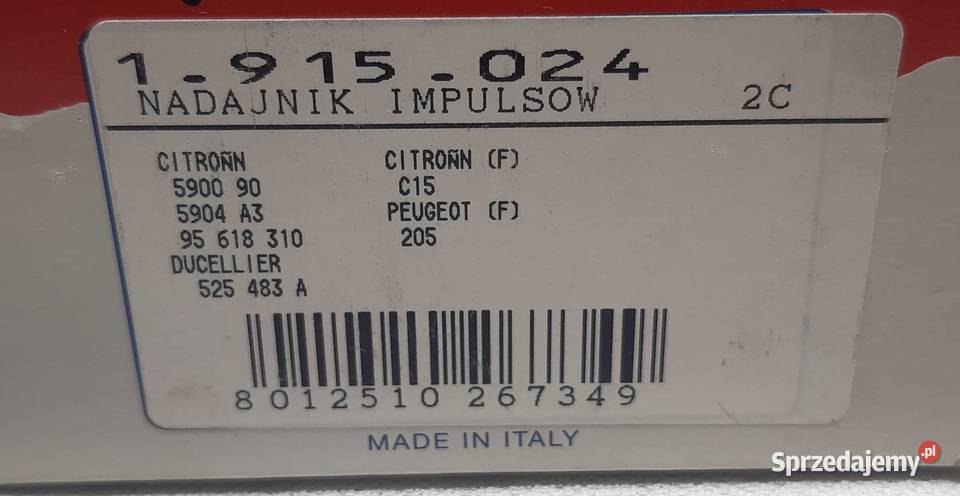 1.915.024
NADAJNIK IMPULSOW 2C
CITROÑN
5900 90
5904 A3
95 618 310
DUCELLIER
525 483 A
CITROÑN (F)
C15
PEUGEOT (F)
205
8 012510 267349
MADE IN ITALY
Sprzedajemy.pl